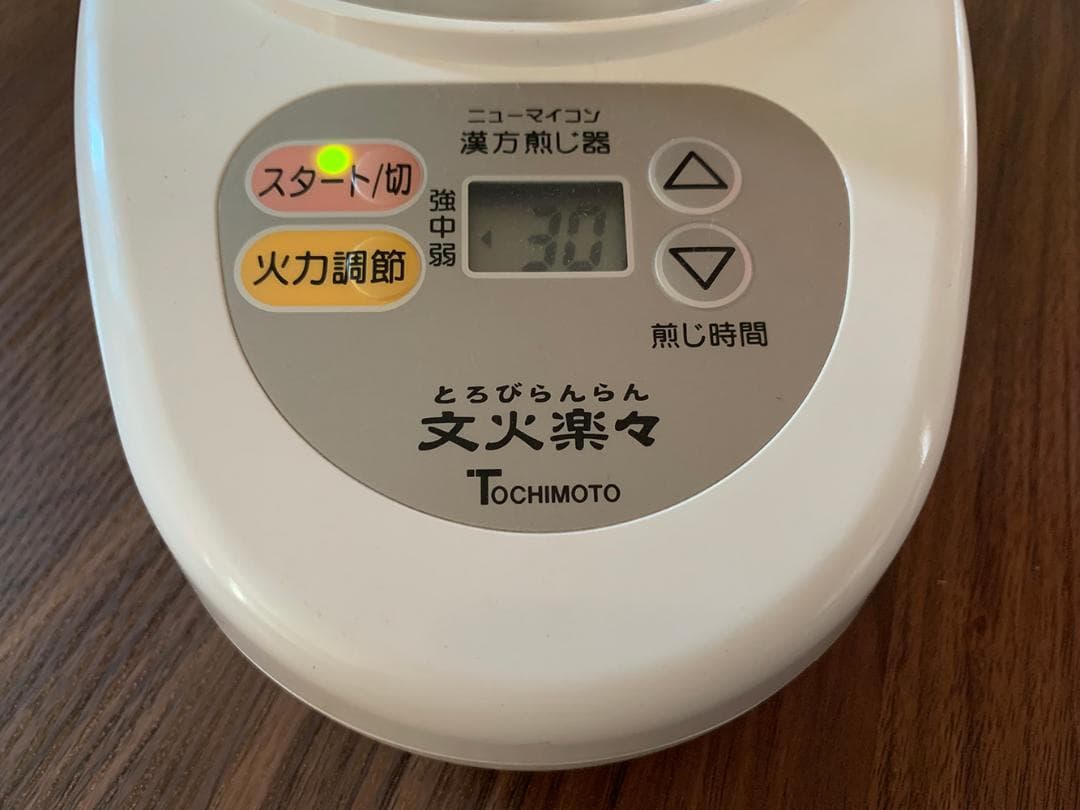 ニューマイコン
漢方煎じ器
スタート/切
火力調節
強
中
弱
30
煎じ時間
とろびらんらん
文火楽々
TOCHIMOTO